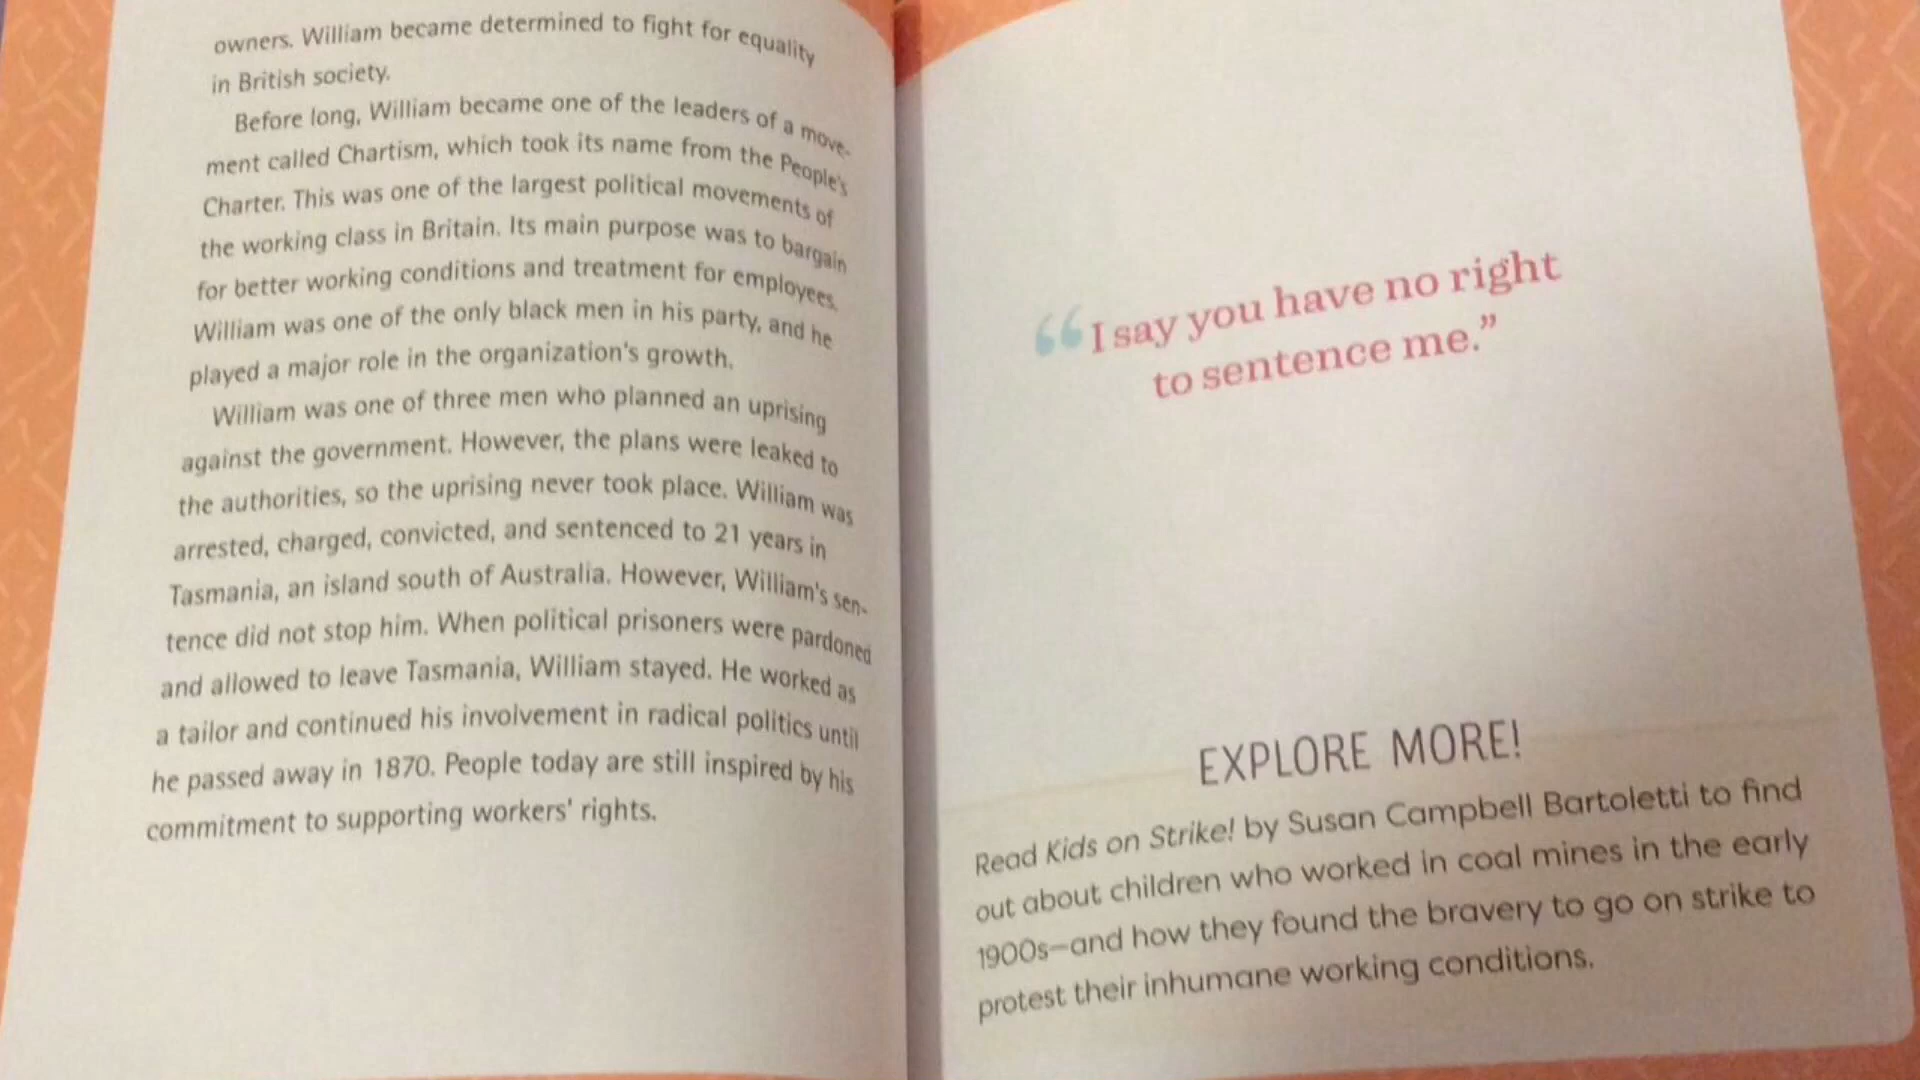 owners. William became determined to fight for equality
in British society.
Before long, William became one of the leaders of a move-
ment called Chartism, which took its name from the People's
Charter. This was one of the largest political movements of
the working class in Britain. Its main purpose was to bargain
for better working conditions and treatment for employees.
William was one of the only black men in his party, and he
played a major role in the organization's growth.
William was one of three men who planned an uprising
against the government. However, the plans were leaked to
the authorities, so the uprising never took place. William was
arrested, charged, convicted, and sentenced to 21 years in
Tasmania, an island south of Australia. However, William's sen-
tence did not stop him. When political prisoners were pardoned
and allowed to leave Tasmania, William stayed. He worked as
a tailor and continued his involvement in radical politics until
he passed away in 1870. People today are still inspired by his
commitment to supporting workers' rights.
“I say you have no right
to sentence me.”
EXPLORE MORE!
Read Kids on Strike! by Susan Campbell Bartoletti to find
out about children who worked in coal mines in the early
1900s—and how they found the bravery to go on strike to
protest their inhumane working conditions.